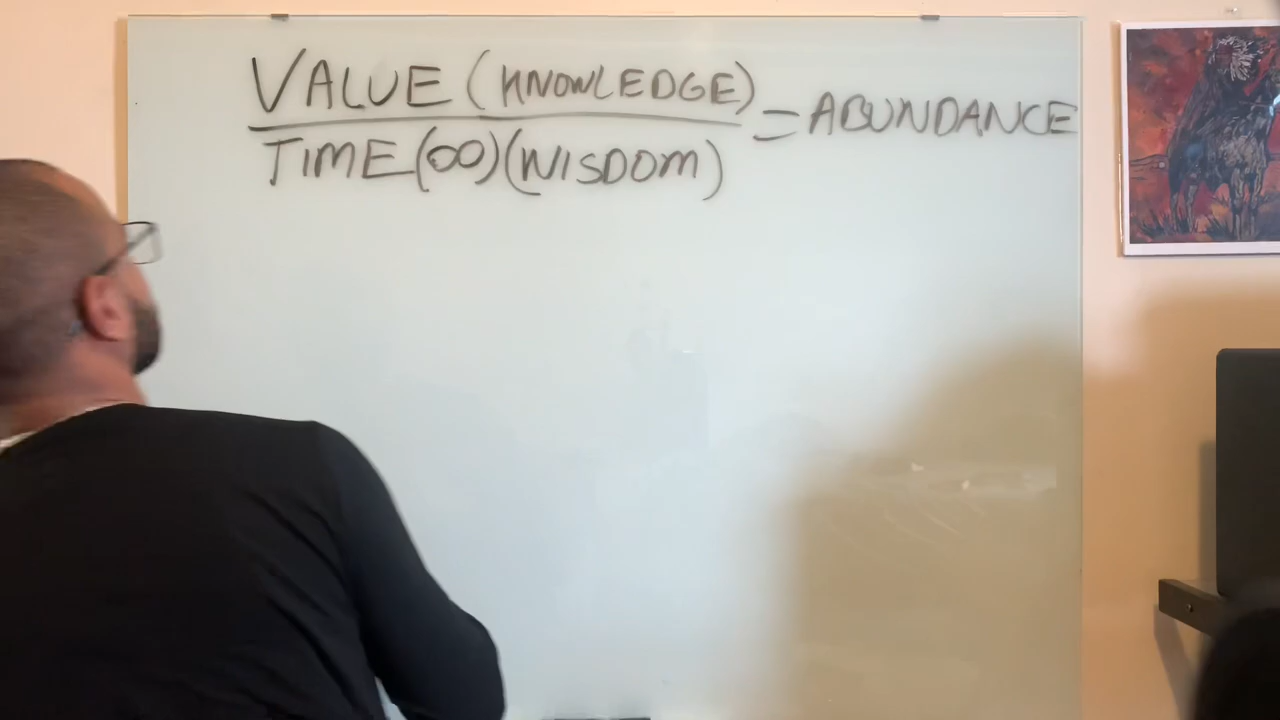 VALUE (KNOWLEDGE)
TIME (∞) (WISDOM)
= ABUNDANCE